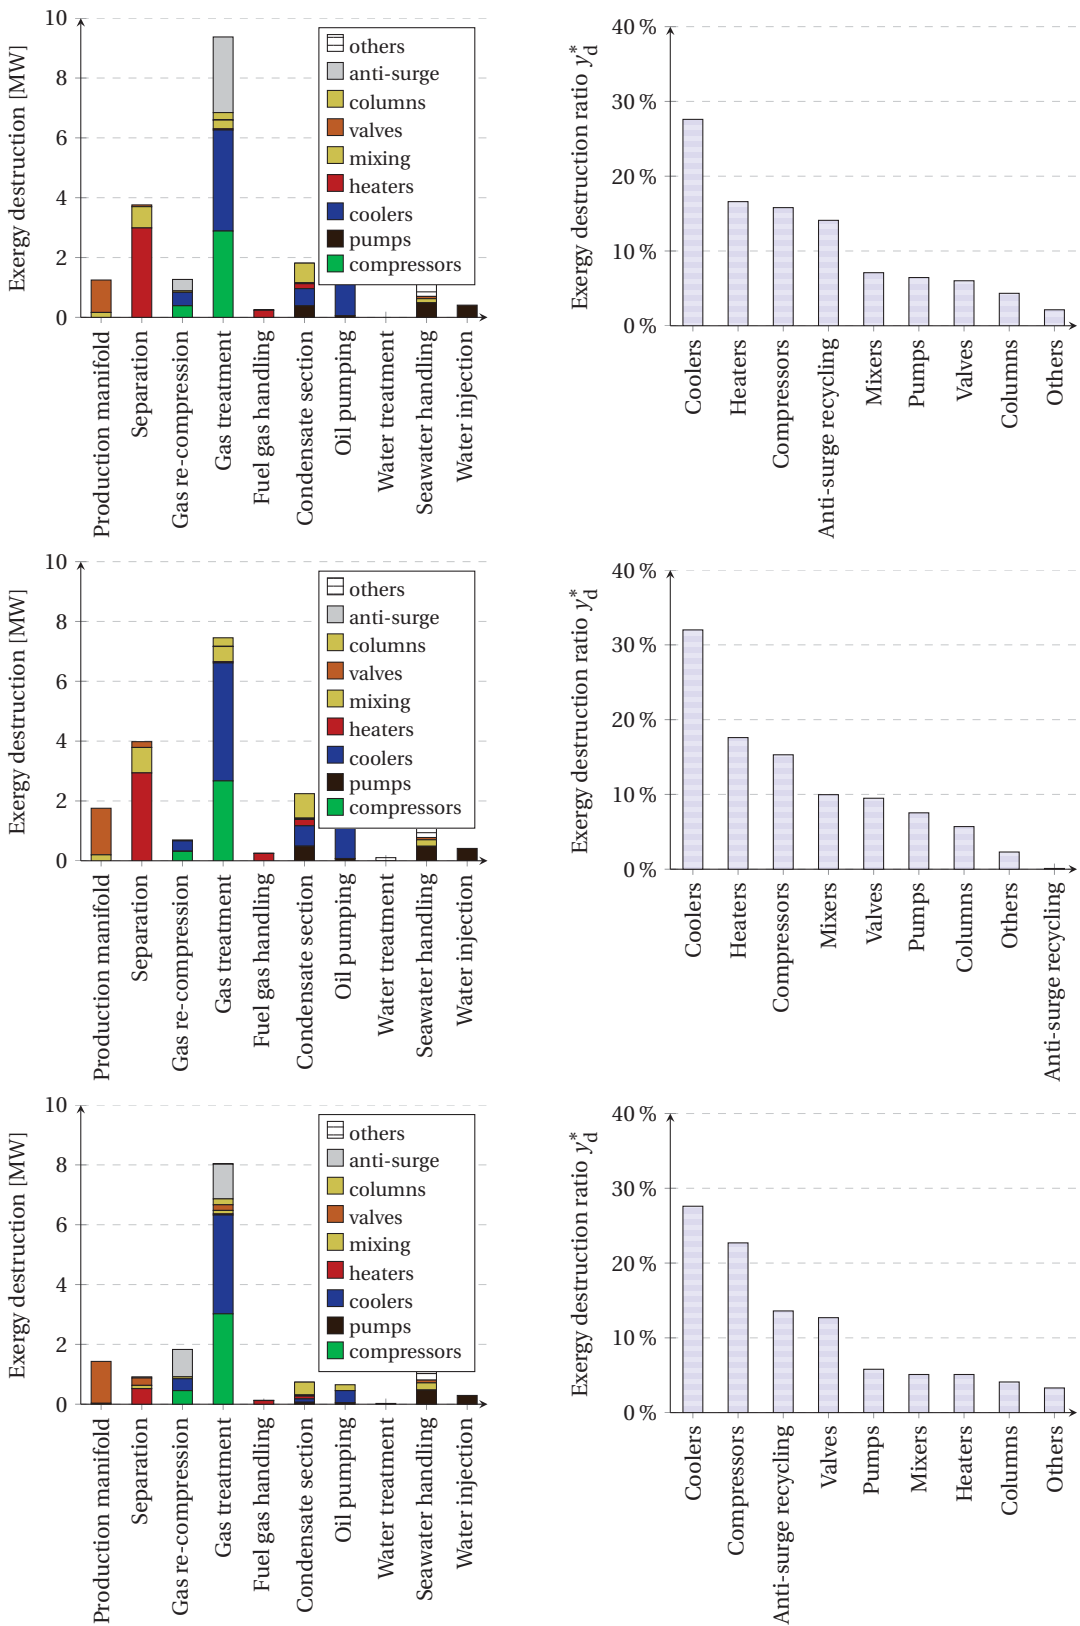 Exergy destruction [MW]
10
8
6
4
2
0
others
anti-surge
columns
valves
mixing
heaters
coolers
pumps
compressors
Production manifold
Separation
Gas re-compression
Gas treatment
Fuel gas handling
Condensate section
Oil pumping
Water treatment
Seawater handling
Water injection
Exergy destruction ratio y*d
40 %
30 %
20 %
10 %
0 %
Coolers
Heaters
Compressors
Anti-surge recycling
Mixers
Pumps
Valves
Columns
Others
Exergy destruction [MW]
10
8
6
4
2
0
others
anti-surge
columns
valves
mixing
heaters
coolers
pumps
compressors
Production manifold
Separation
Gas re-compression
Gas treatment
Fuel gas handling
Condensate section
Oil pumping
Water treatment
Seawater handling
Water injection
Exergy destruction ratio y*d
40 %
30 %
20 %
10 %
0 %
Coolers
Heaters
Compressors
Mixers
Valves
Pumps
Columns
Others
Anti-surge recycling
Exergy destruction [MW]
10
8
6
4
2
0
others
anti-surge
columns
valves
mixing
heaters
coolers
pumps
compressors
Production manifold
Separation
Gas re-compression
Gas treatment
Fuel gas handling
Condensate section
Oil pumping
Water treatment
Seawater handling
Water injection
Exergy destruction ratio y*d
40 %
30 %
20 %
10 %
0 %
Coolers
Compressors
Anti-surge recycling
Valves
Pumps
Mixers
Heaters
Columns
Others